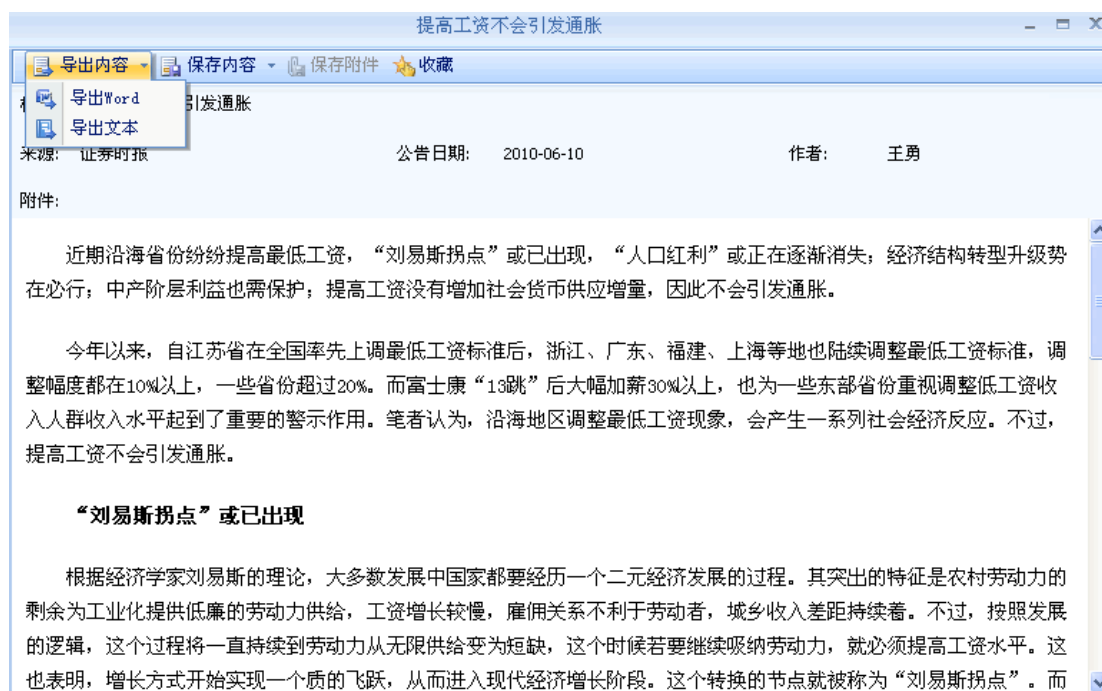 提高工资不会引发通胀
导出内容 保存内容 保存附件 收藏
导出Word 引发通胀
导出文本
来源: 证券时报 公告日期: 2010-06-10 作者: 王勇
附件:
近期沿海省份纷纷提高最低工资，“刘易斯拐点”或已出现，“人口红利”或正在逐渐消失；经济结构转型升级势
在必行；中产阶层利益也需保护；提高工资没有增加社会货币供应增量，因此不会引发通胀。
今年以来，自江苏省在全国率先上调最低工资标准后，浙江、广东、福建、上海等地也陆续调整最低工资标准，调
整幅度都在10%以上，一些省份超过20%。而富士康“13跳”后大幅加薪30%以上，也为一些东部省份重视调整低工资收
入人群收入水平起到了重要的警示作用。笔者认为，沿海地区调整最低工资现象，会产生一系列社会经济反应。不过，
提高工资不会引发通胀。
“刘易斯拐点”或已出现
根据经济学家刘易斯的理论，大多数发展中国家都要经历一个二元经济发展的过程。其突出的特征是农村劳动力的
剩余为工业化提供低廉的劳动力供给，工资增长较慢，雇佣关系不利于劳动者，城乡收入差距持续着。不过，按照发展
的逻辑，这个过程将一直持续到劳动力从无限供给变为短缺，这个时候若要继续吸纳劳动力，就必须提高工资水平。这
也表明，增长方式开始实现一个质的飞跃，从而进入现代经济增长阶段。这个转换的节点就被称为“刘易斯拐点”。而